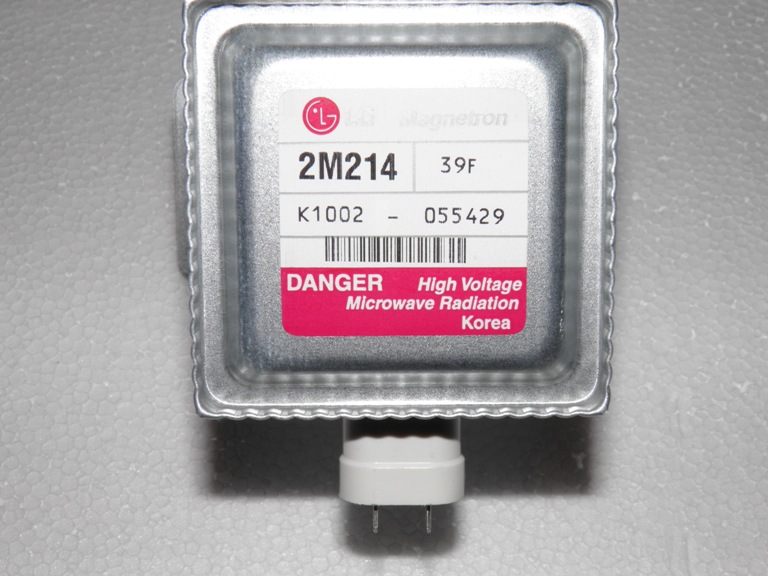 LG Magnetron
2M214 39F
K1002 - 055429
DANGER High Voltage
Microwave Radiation
Korea